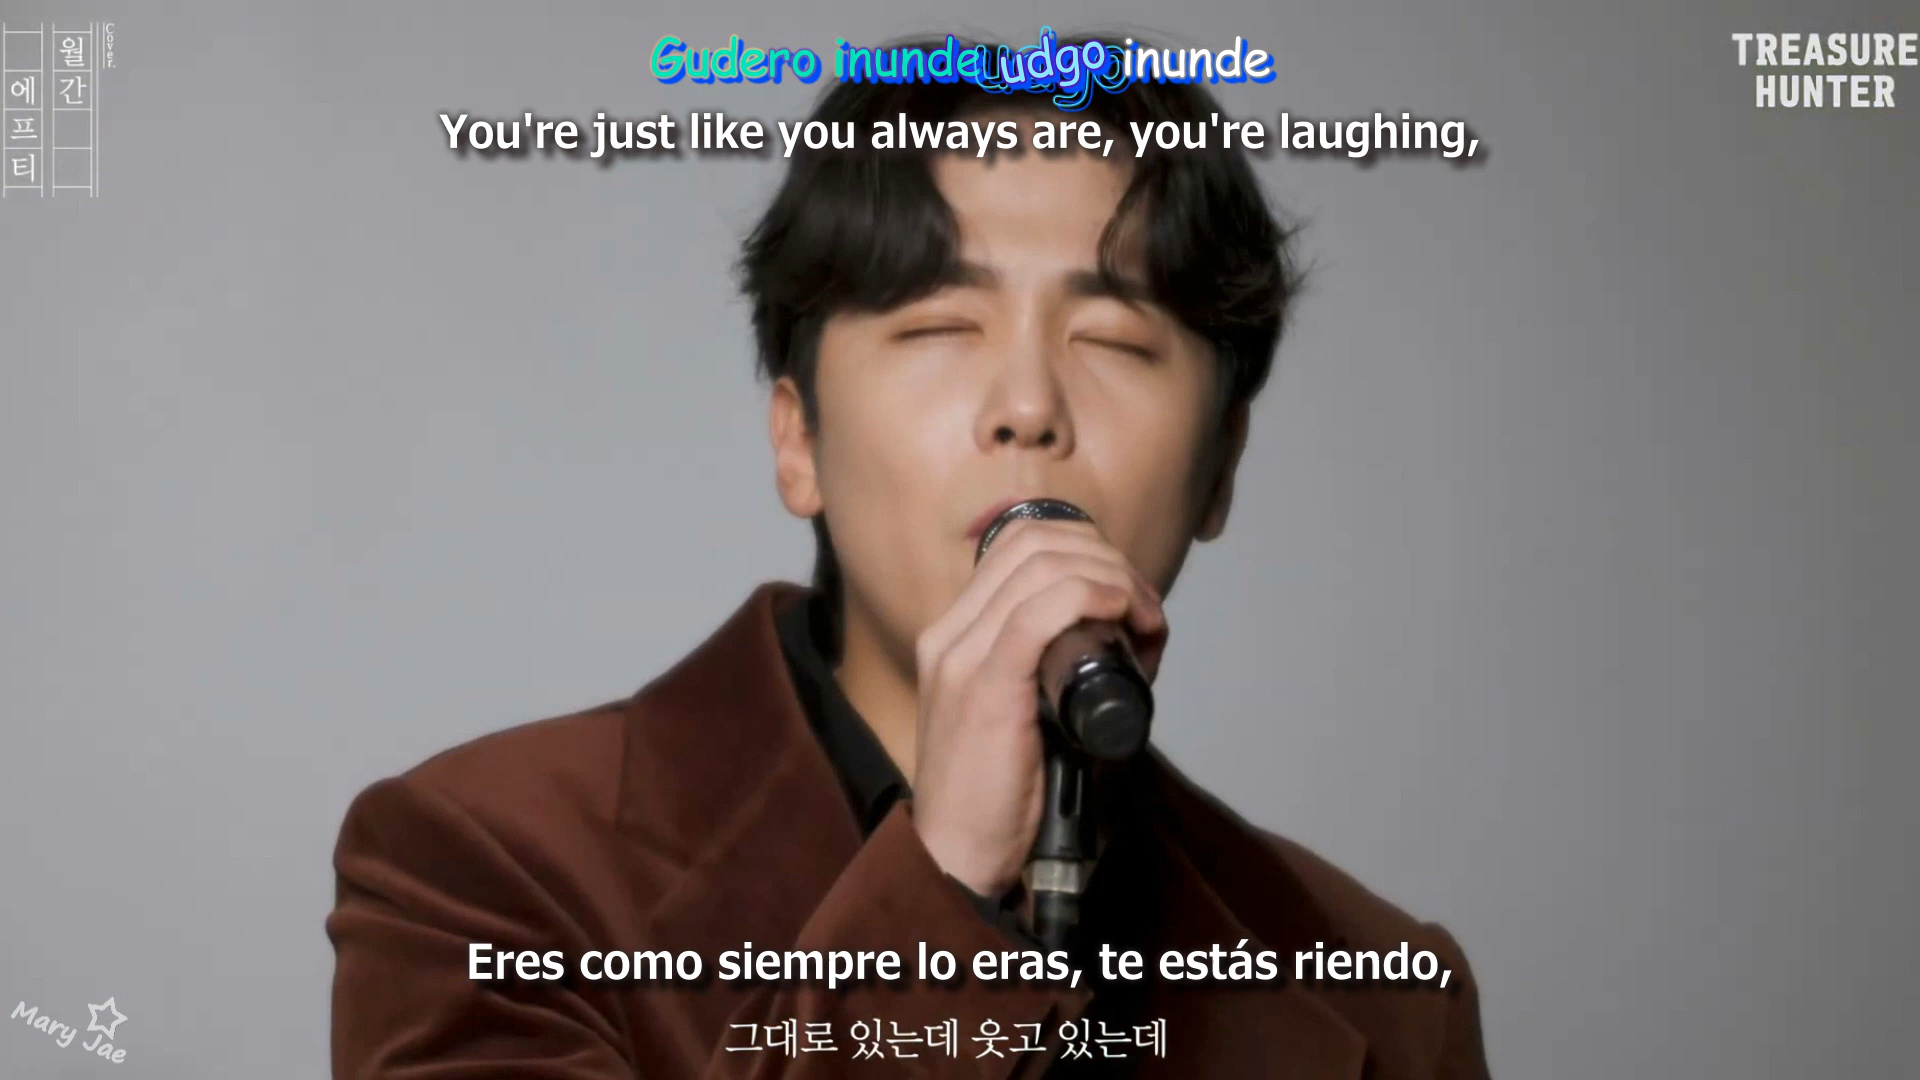 월간
에프티
Cover.
TREASURE
HUNTER
Gudero inunde udgo inunde
You're just like you always are, you're laughing,
Eres como siempre lo eras, te estás riendo,
그대로 있는데 웃고 있는데
Mary Jae